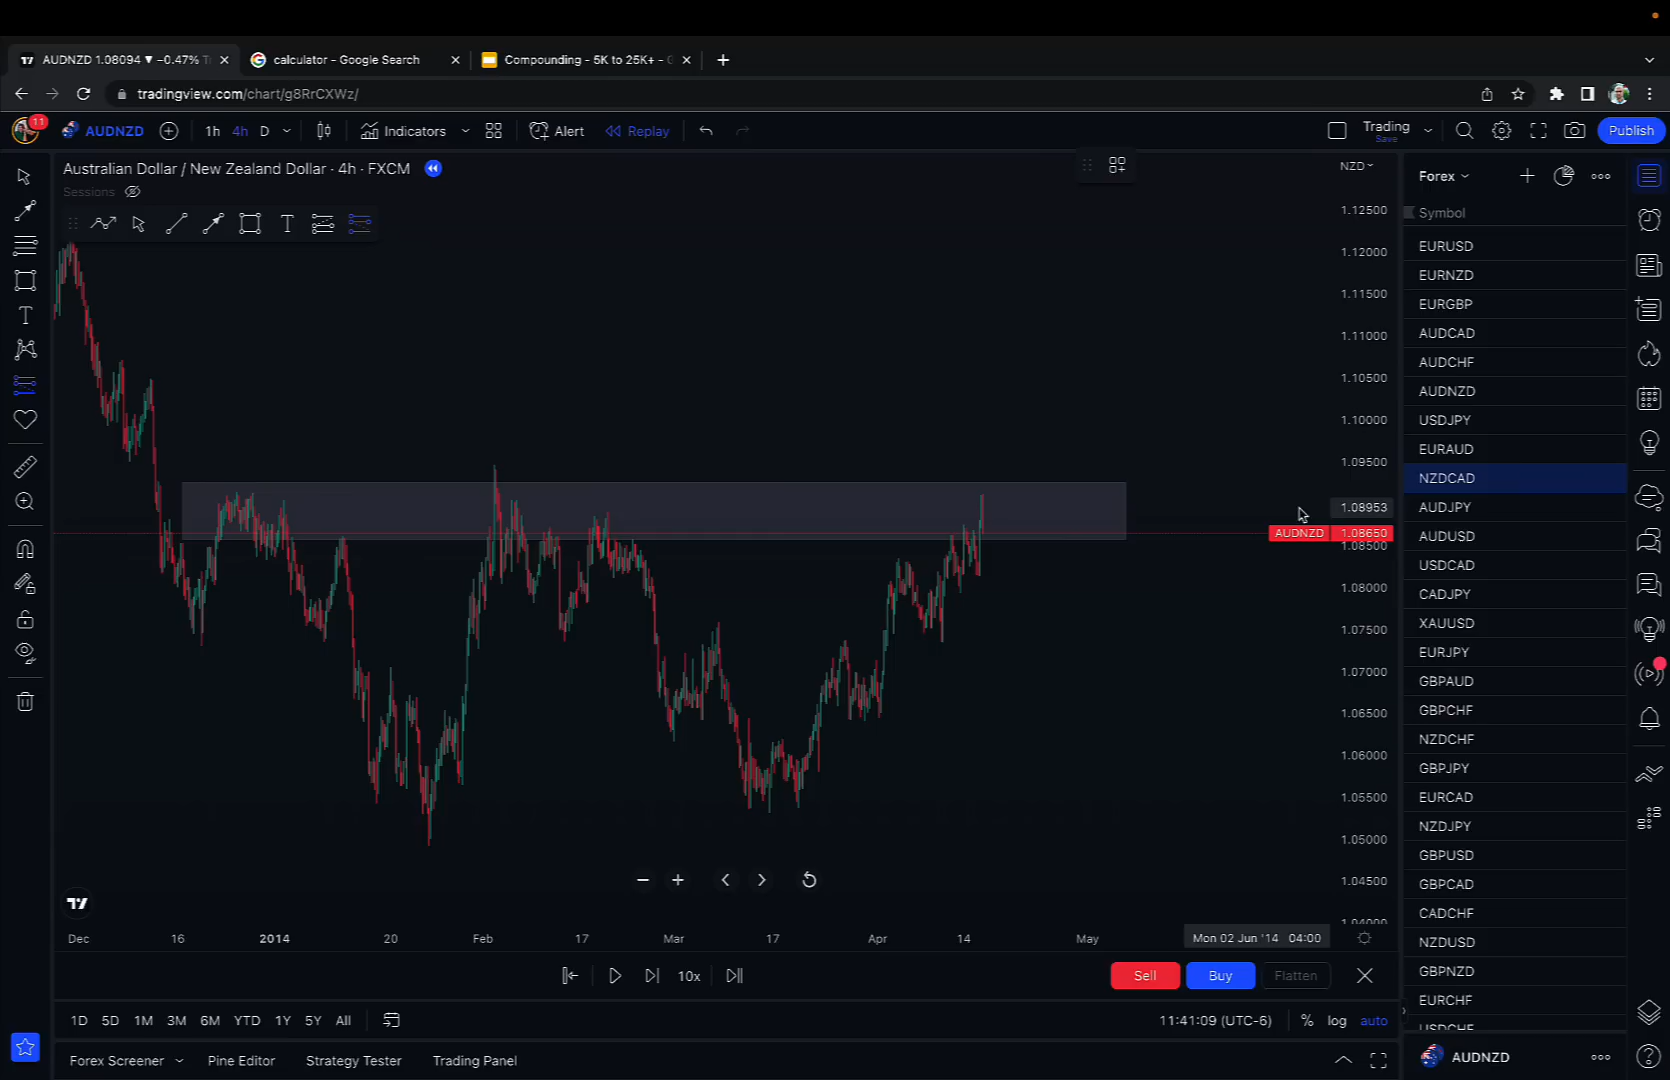 AUDNZD 1.08094 ▼ −0.47% T
calculator - Google Search
Compounding - 5K to 25K+ - G
tradingview.com/chart/g8RrCXWz/
11
AUDNZD
1h 4h D
Indicators
Alert
Replay
Trading
Save
Publish
Australian Dollar / New Zealand Dollar · 4h · FXCM
Sessions
T
T
NZD
1.12500
1.12000
1.11500
1.11000
1.10500
1.10000
1.09500
1.08953
AUDNZD 1.08650
1.08500
1.08000
1.07500
1.07000
1.06500
1.06000
1.05500
1.05000
1.04500
1.04000
Forex
Symbol
EURUSD
EURNZD
EURGBP
AUDCAD
AUDCHF
AUDNZD
USDJPY
EURAUD
NZDCAD
AUDJPY
AUDUSD
USDCAD
CADJPY
XAUUSD
EURJPY
GBPAUD
GBPCHF
NZDCHF
GBPJPY
EURCAD
NZDJPY
GBPUSD
GBPCAD
CADCHF
NZDUSD
GBPNZD
EURCHF
USDCHF
AUDNZD
Dec 16 2014 20 Feb 17 Mar 17 Apr 14 May Mon 02 Jun '14 04:00
10x
Sell Buy Flatten
1D 5D 1M 3M 6M YTD 1Y 5Y All
11:41:09 (UTC-6) % log auto
Forex Screener Pine Editor Strategy Tester Trading Panel